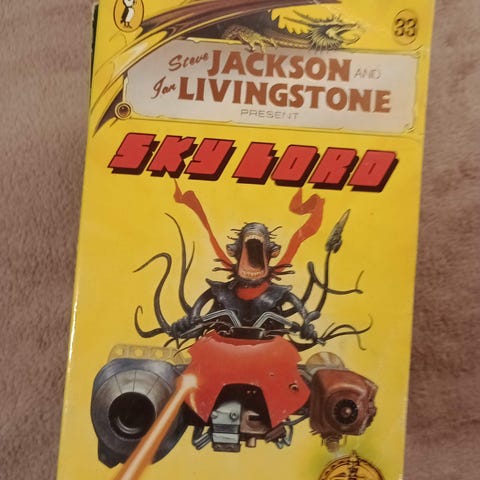 33
Steve JACKSON AND
Ian LIVINGSTONE
PRESENT
SKY LORD